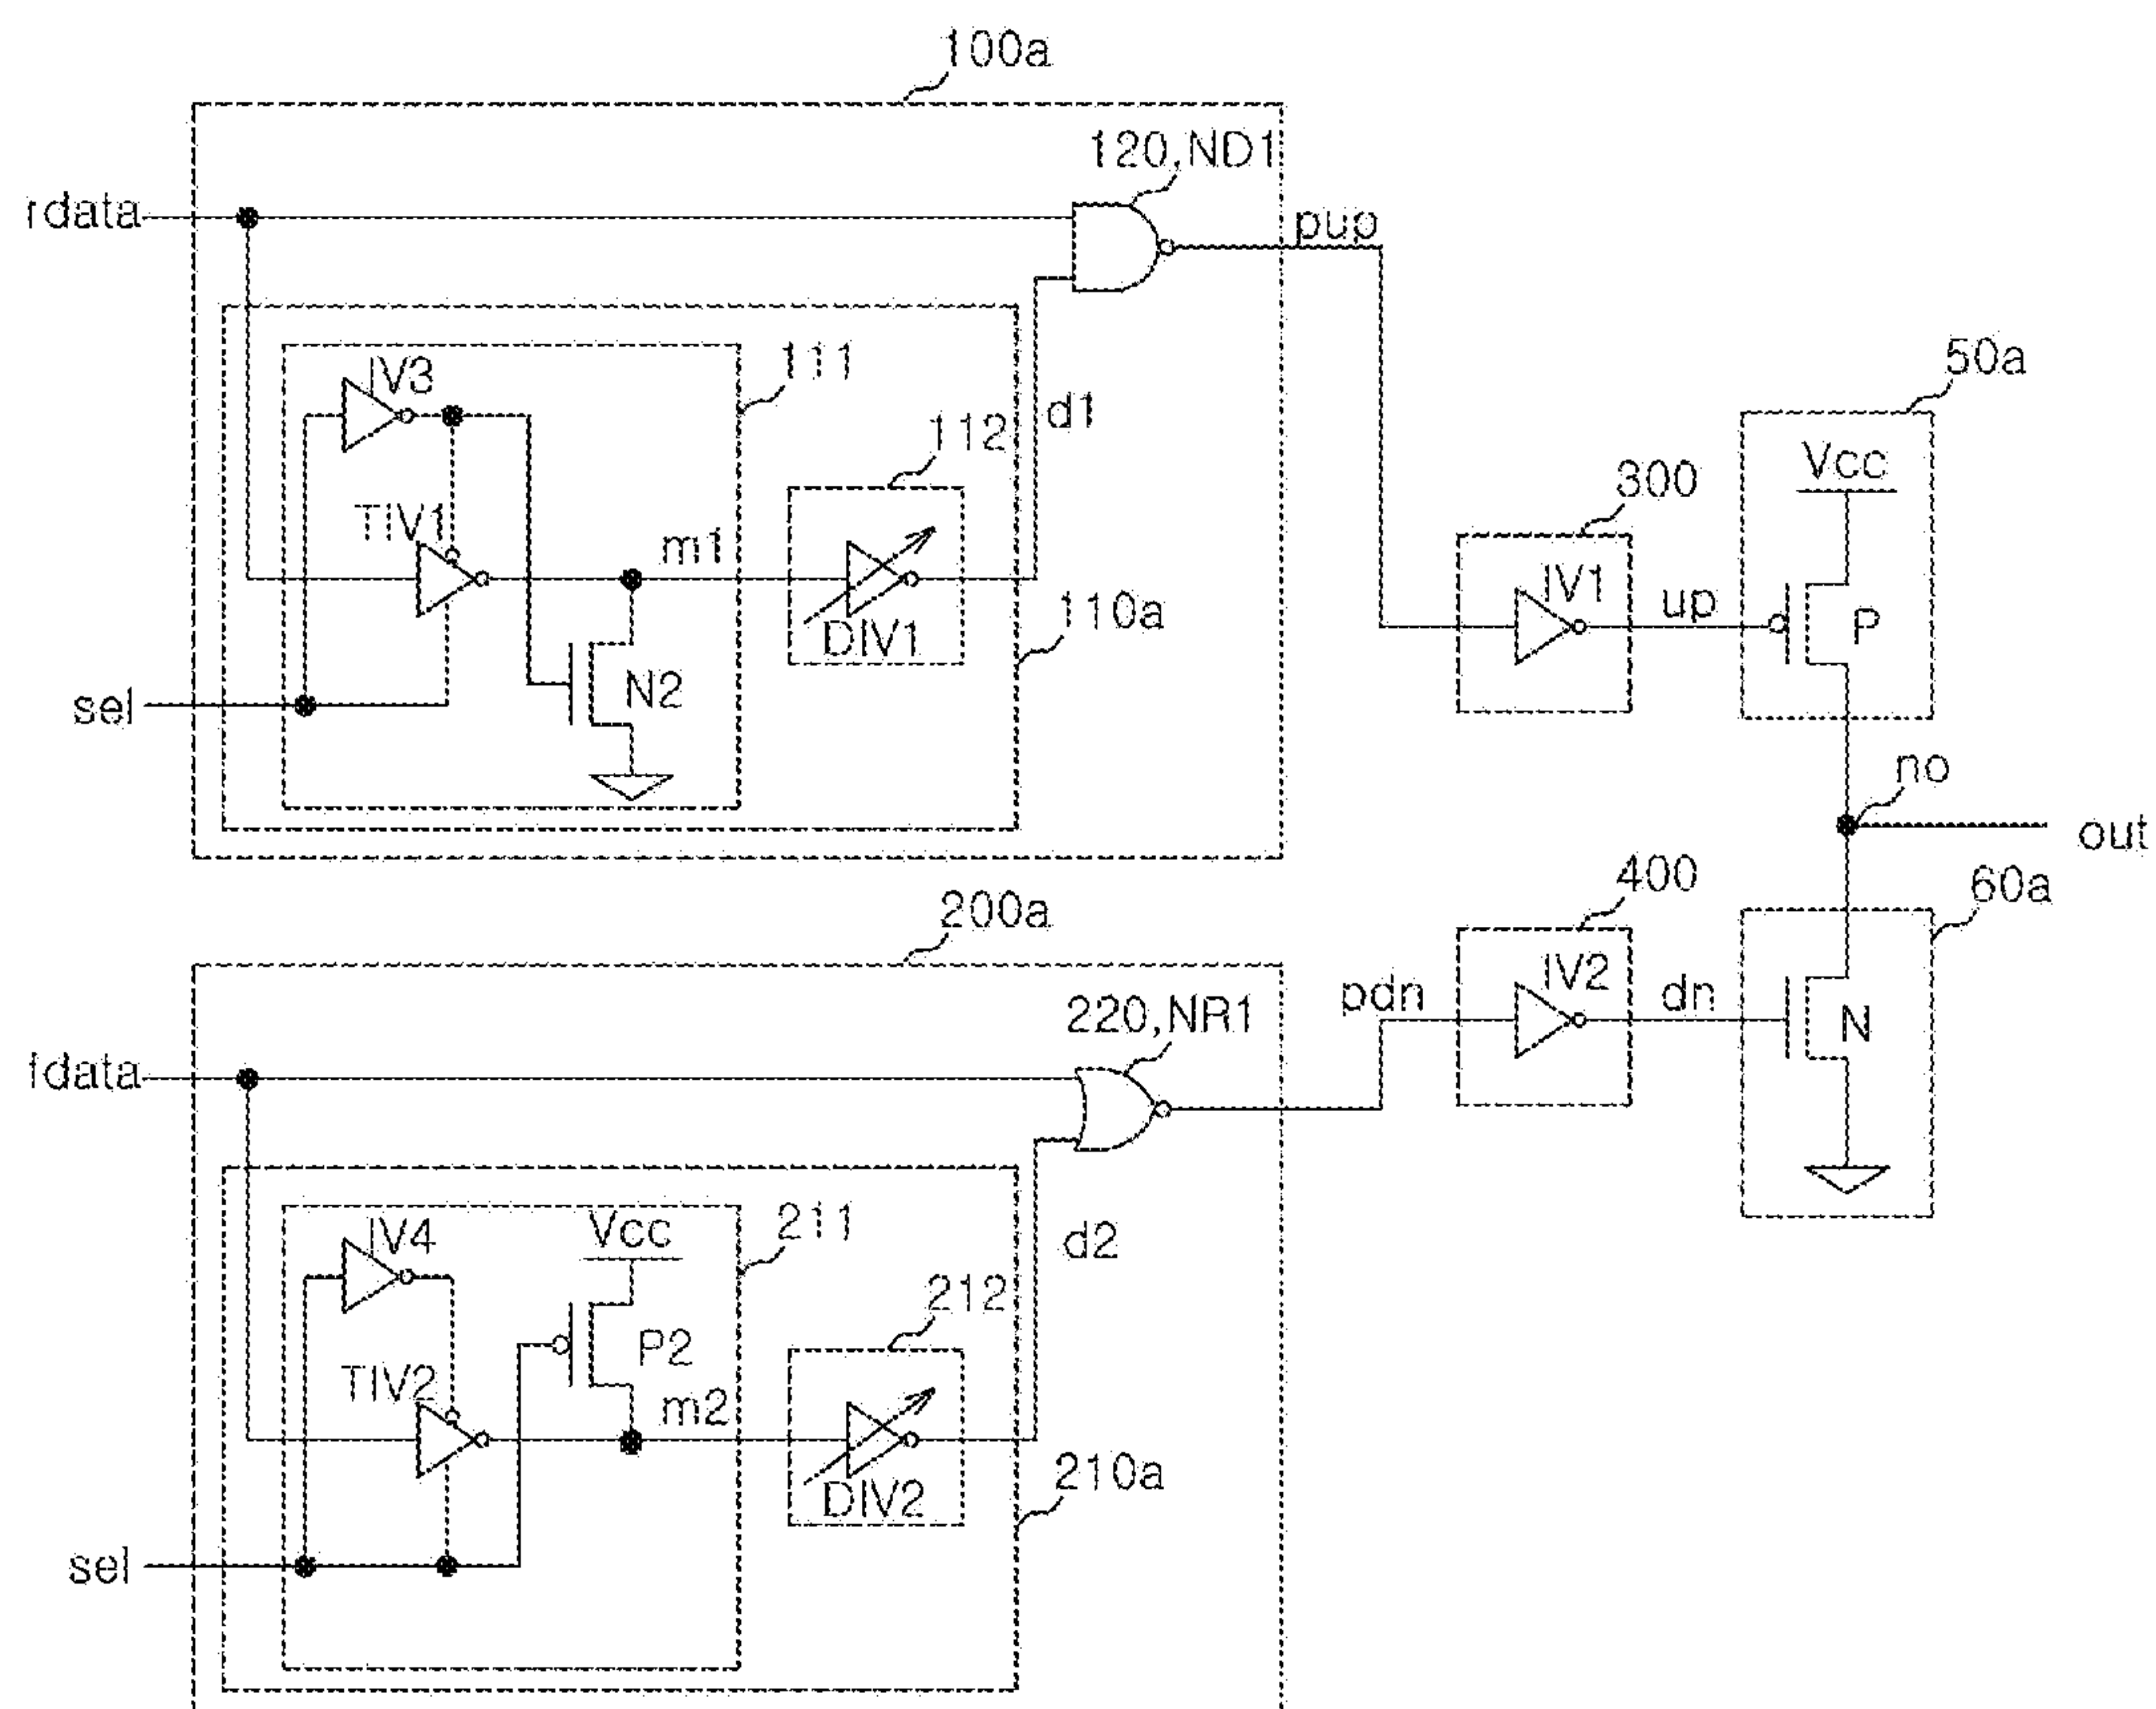 100a
120,ND1
rdata
pup
IV3
111
50a
d1
112
Vcc
300
TIV1
m1
IV1
up
P
110a
DIV1
N2
sel
no
out
200a
400
60a
220,NR1
pdn
IV2
dn
N
fdata
IV4
Vcc
211
d2
212
P2
TIV2
m2
210a
DIV2
sel